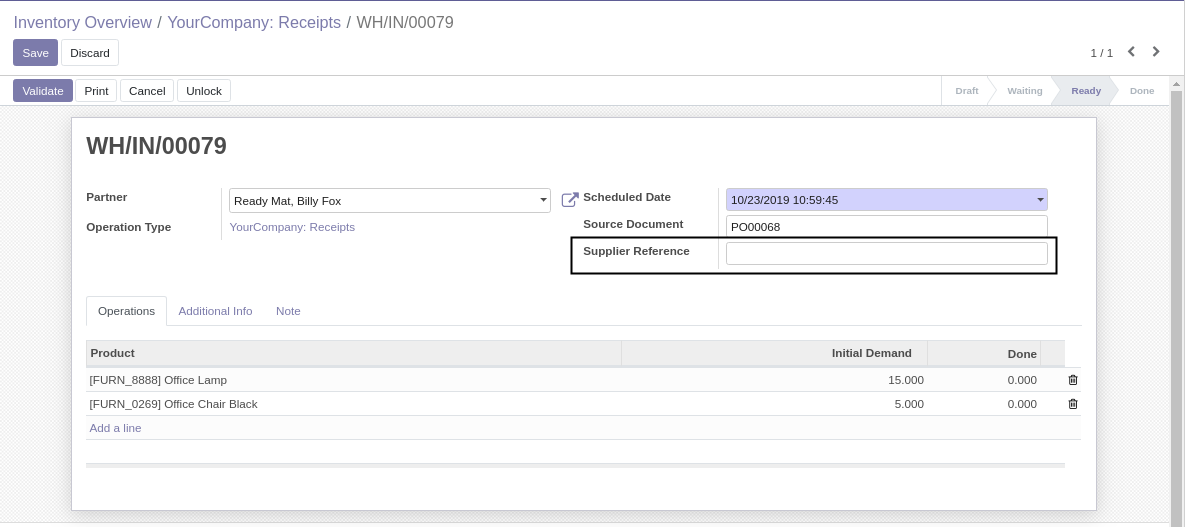 Inventory Overview / YourCompany: Receipts / WH/IN/00079
Save Discard 1 / 1
Validate Print Cancel Unlock Draft Waiting Ready Done
WH/IN/00079
Partner Ready Mat, Billy Fox Scheduled Date 10/23/2019 10:59:45
Operation Type YourCompany: Receipts Source Document PO00068
Supplier Reference
Operations Additional Info Note
Product Initial Demand Done
[FURN_8888] Office Lamp 15.000 0.000
[FURN_0269] Office Chair Black 5.000 0.000
Add a line